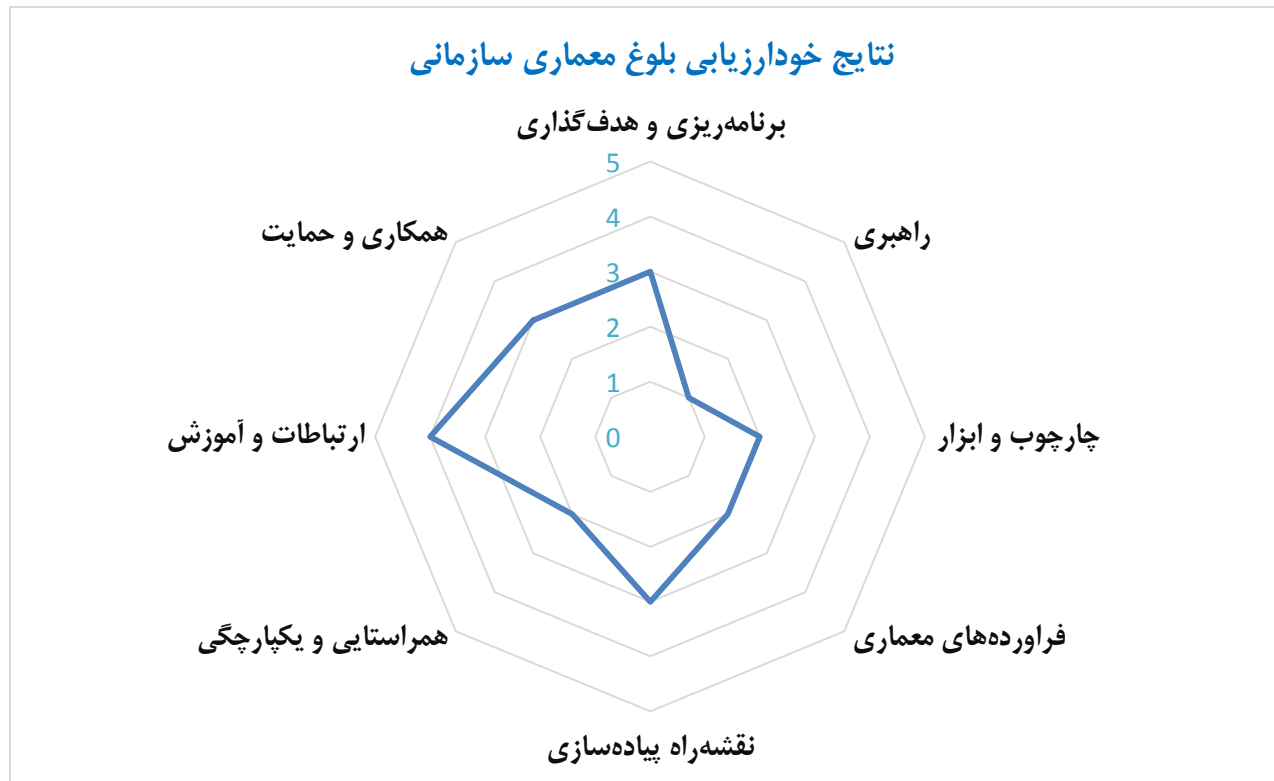 نتایج خودارزیابی بلوغ معماری سازمانی
برنامه‌ریزی و هدف‌گذاری
راهبری
چارچوب و ابزار
فراورده‌های معماری
نقشه‌راه پیاده‌سازی
همراستایی و یکپارچگی
ارتباطات و آموزش
همکاری و حمایت
5
4
3
2
1
0